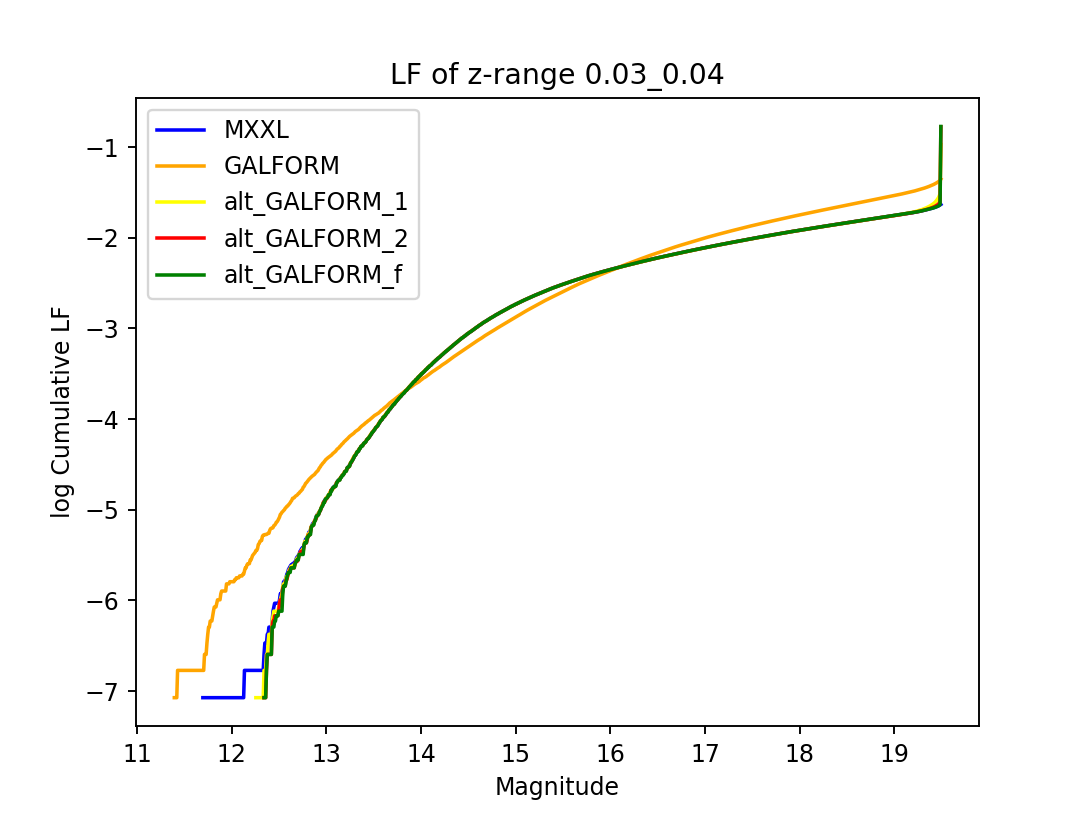 LF of z-range 0.03_0.04
MXXL
GALFORM
alt_GALFORM_1
alt_GALFORM_2
alt_GALFORM_f
log Cumulative LF
−1
−2
−3
−4
−5
−6
−7
11 12 13 14 15 16 17 18 19
Magnitude